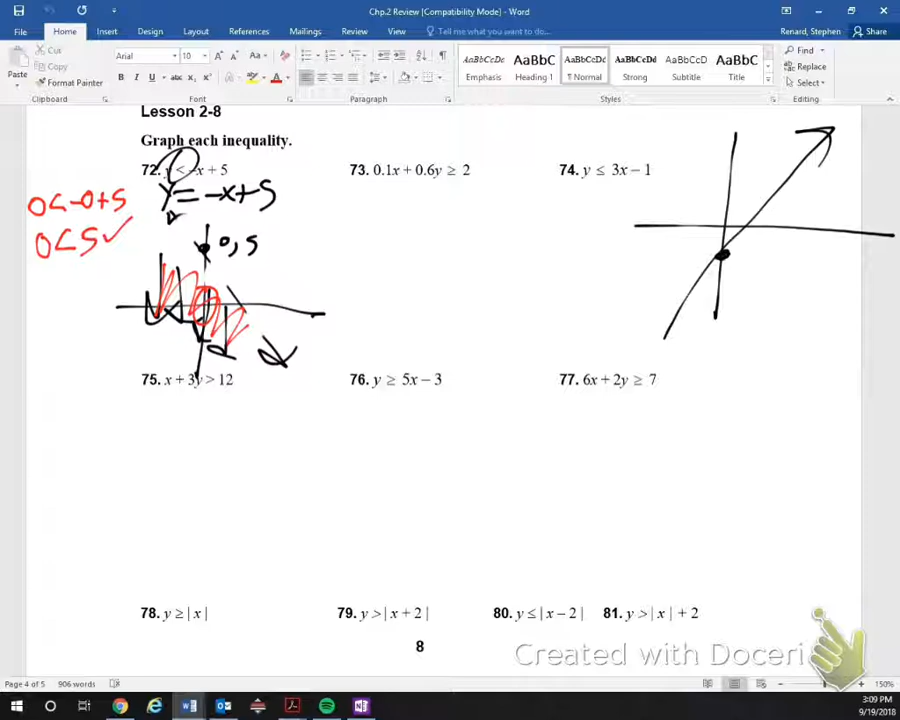 Chp.2 Review [Compatibility Mode] - Word
Renard, Stephen
File Home Insert Design Layout References Mailings Review View Tell me what you want to do... Share
Paste
Cut
Copy
Format Painter
Clipboard
Arial 10
Font
Paragraph
AaBbC AaBbC AaBbCcDc AaBbCcDc AaBbCcD AaBbC
Emphasis Heading 1 ¶ Normal Strong Subtitle Title
Styles
Find
Replace
Select
Editing
Lesson 2-8
Graph each inequality.
72. y < -x + 5 73. 0.1x + 0.6y ≥ 2 74. y ≤ 3x − 1
0<-0+5
y=-x+5
0<5✓
0,5
75. x + 3y > 12 76. y ≥ 5x − 3 77. 6x + 2y ≥ 7
78. y ≥ | x | 79. y > | x + 2 | 80. y ≤ | x − 2 | 81. y > | x | + 2
8
Created with Doceri
Page 4 of 5 906 words 150%
3:09 PM
9/19/2018